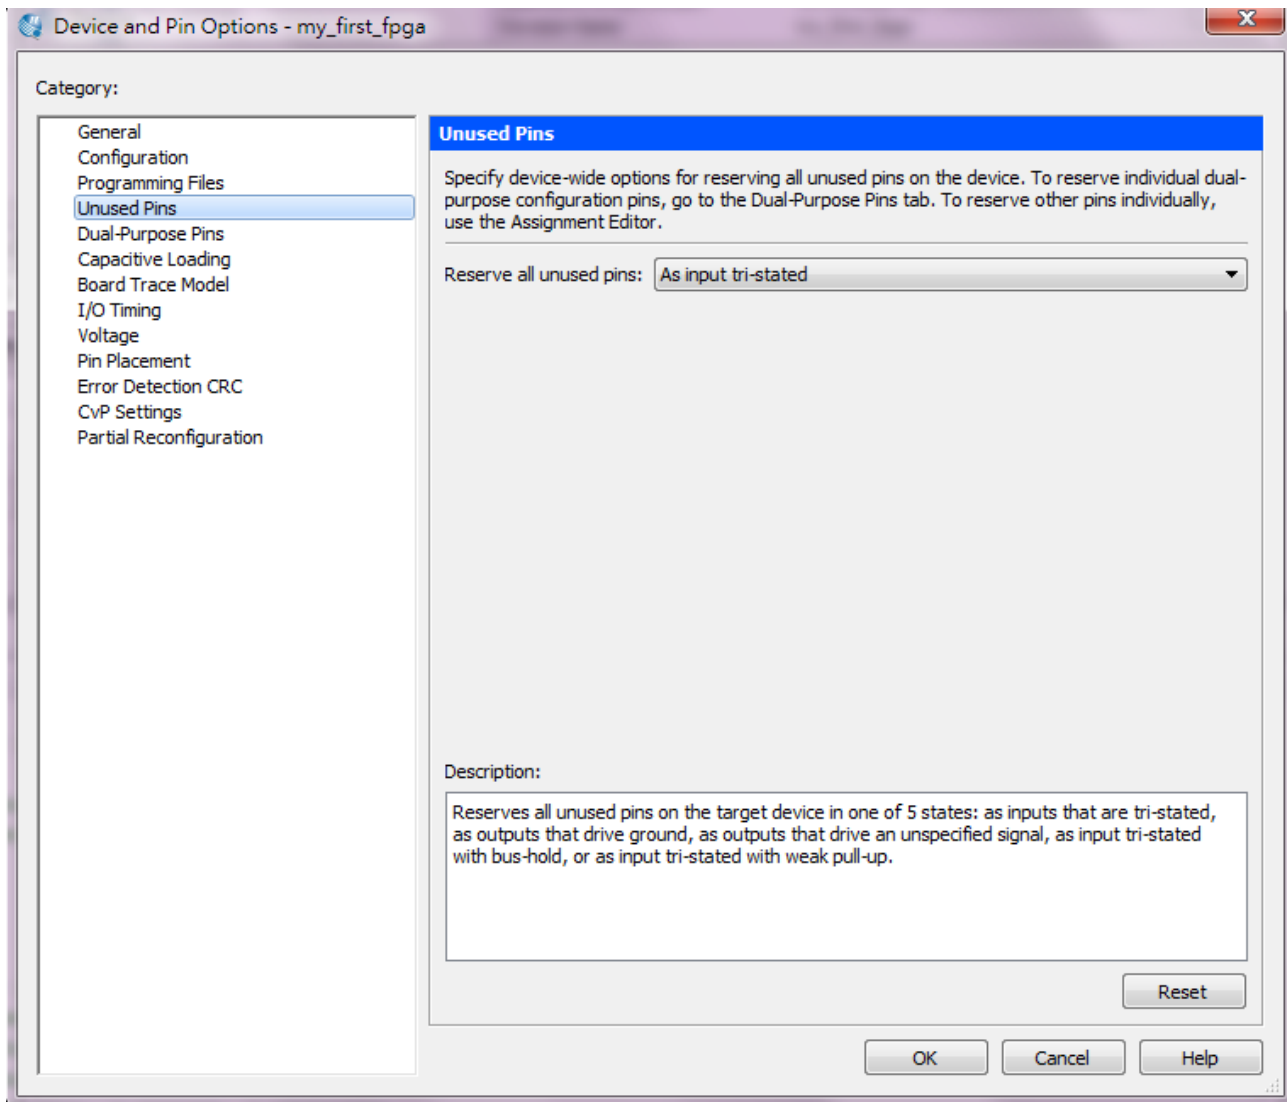 Device and Pin Options - my_first_fpga
Category:
General
Configuration
Programming Files
Unused Pins
Dual-Purpose Pins
Capacitive Loading
Board Trace Model
I/O Timing
Voltage
Pin Placement
Error Detection CRC
CvP Settings
Partial Reconfiguration
Unused Pins
Specify device-wide options for reserving all unused pins on the device. To reserve individual dual-
purpose configuration pins, go to the Dual-Purpose Pins tab. To reserve other pins individually,
use the Assignment Editor.
Reserve all unused pins: As input tri-stated
Description:
Reserves all unused pins on the target device in one of 5 states: as inputs that are tri-stated,
as outputs that drive ground, as outputs that drive an unspecified signal, as input tri-stated
with bus-hold, or as input tri-stated with weak pull-up.
Reset
OK Cancel Help